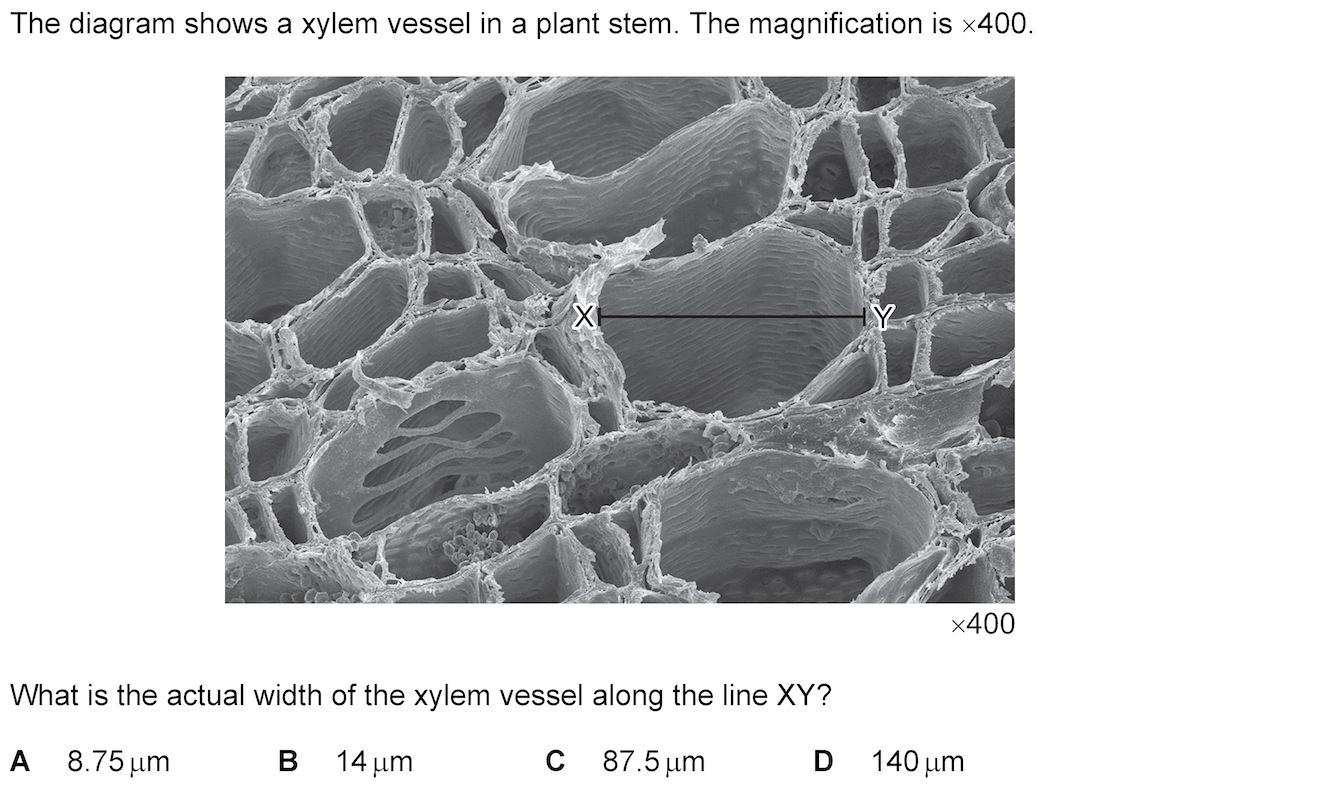 The diagram shows a xylem vessel in a plant stem. The magnification is ×400.
X Y
×400
What is the actual width of the xylem vessel along the line XY?
A 8.75 µm B 14 µm C 87.5 µm D 140 µm